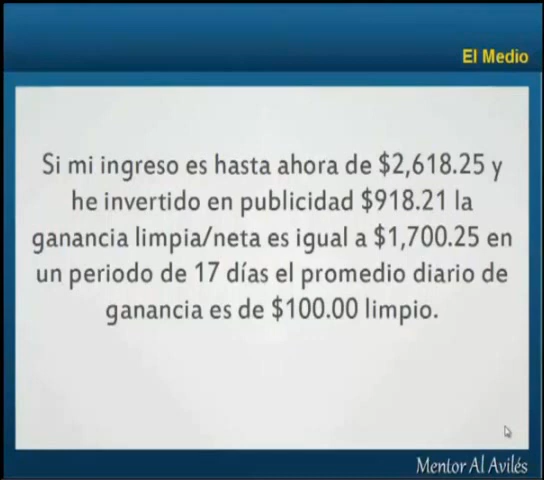 El Medio
Si mi ingreso es hasta ahora de $2,618.25 y
he invertido en publicidad $918.21 la
ganancia limpia/neta es igual a $1,700.25 en
un periodo de 17 días el promedio diario de
ganancia es de $100.00 limpio.
Mentor Al Avilés